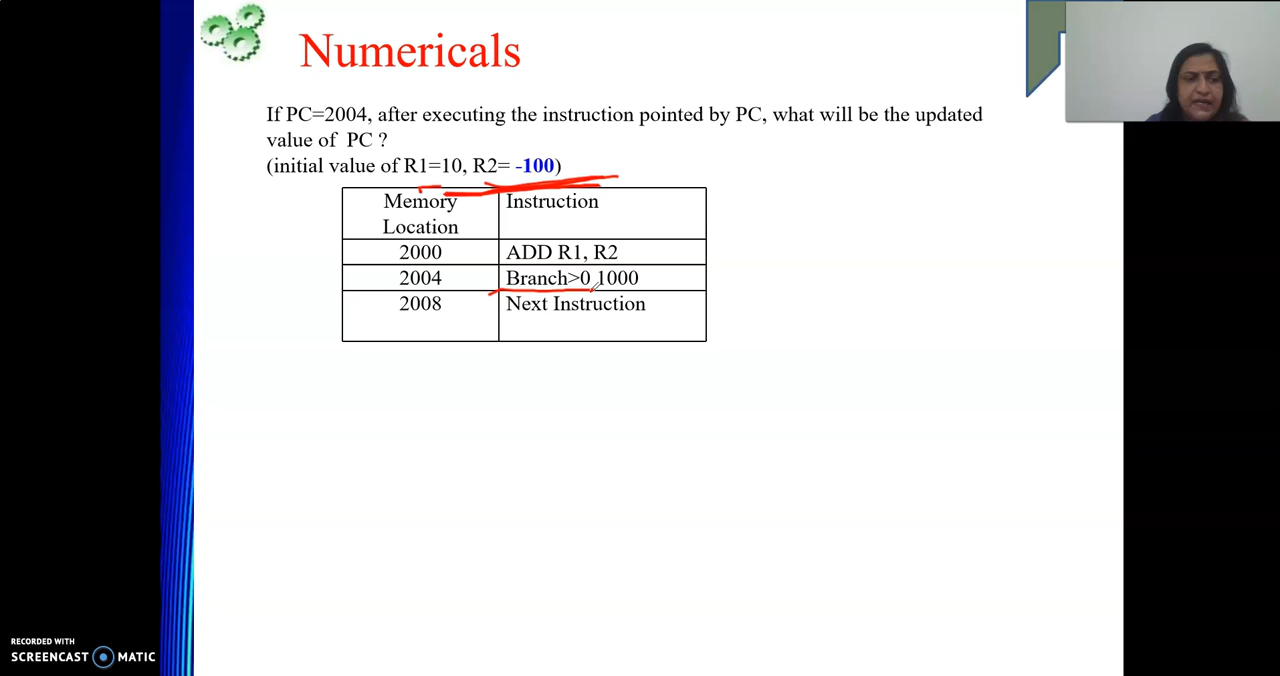 Numericals
If PC=2004, after executing the instruction pointed by PC, what will be the updated
value of PC ?
(initial value of R1=10, R2= -100)
Memory Location Instruction
2000 ADD R1, R2
2004 Branch>0 1000
2008 Next Instruction
RECORDED WITH
SCREENCAST MATIC